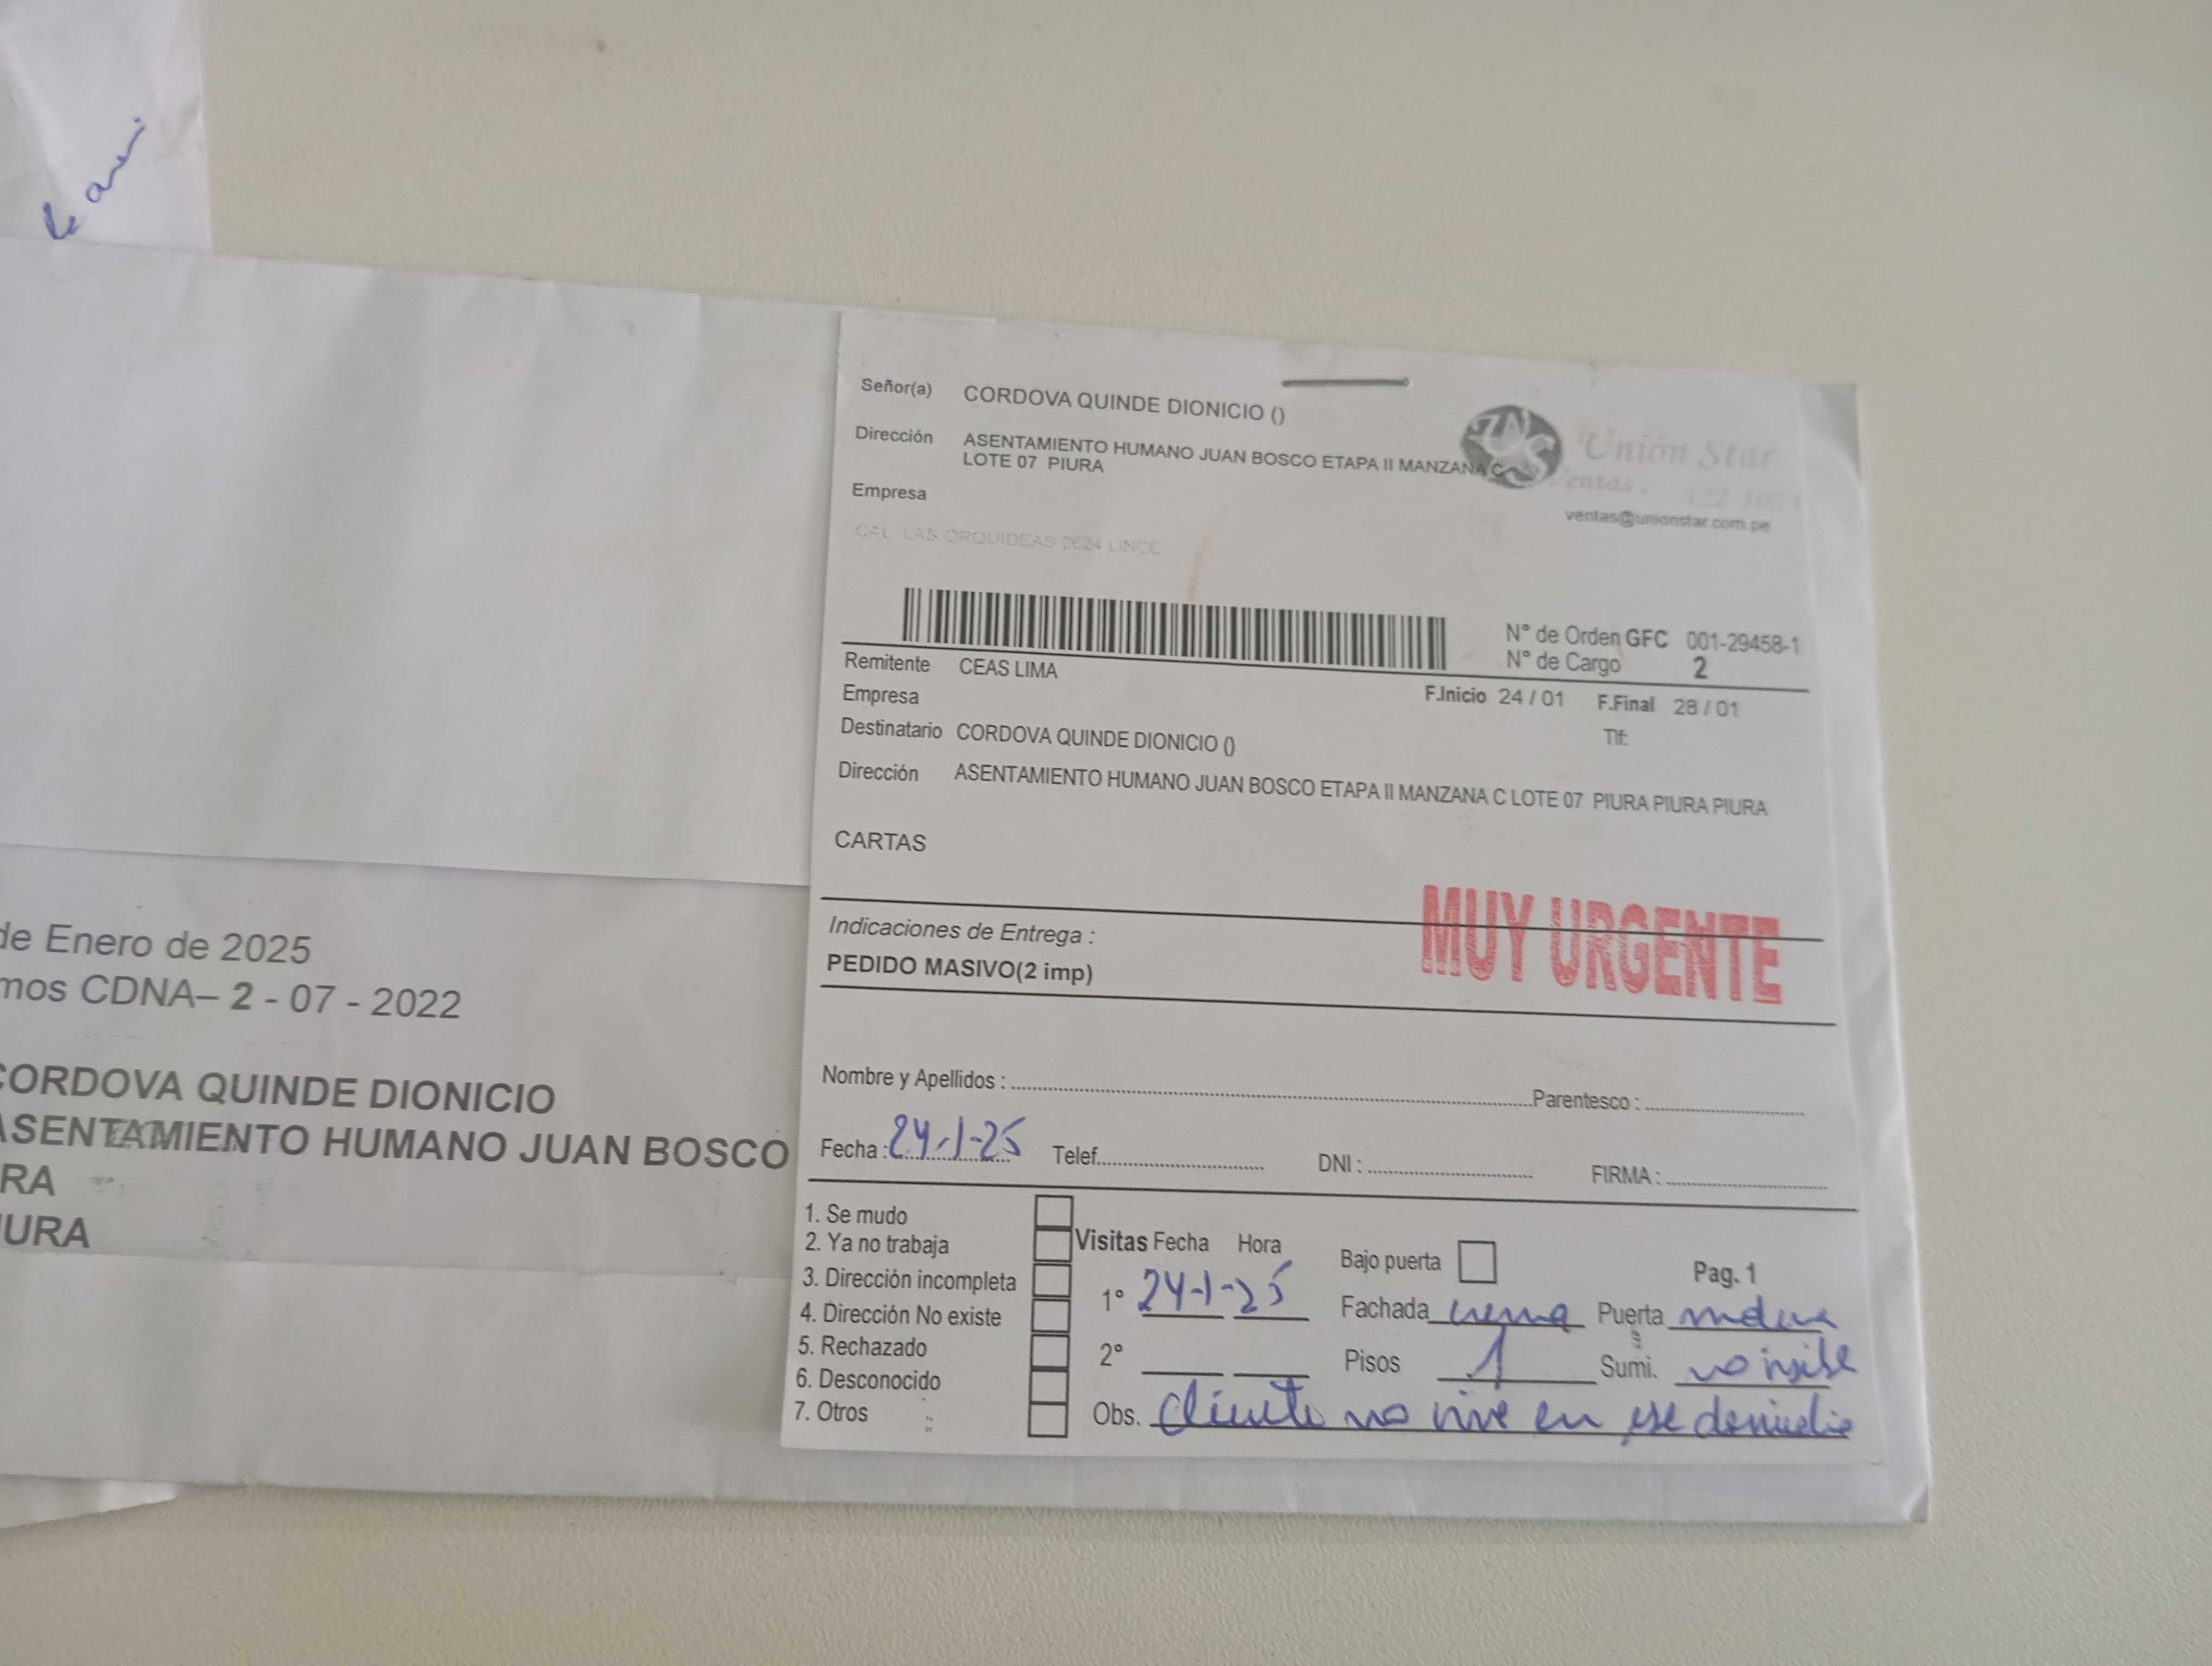 Señor(a) CORDOVA QUINDE DIONICIO ()
Dirección ASENTAMIENTO HUMANO JUAN BOSCO ETAPA II MANZANA C
LOTE 07 PIURA
Unión Star
Ventas :
ventas@unionstar.com.pe
Empresa
CAL LAS ORQUIDEAS LINCE
N° de Orden GFC 001-29458-1
N° de Cargo 2
Remitente CEAS LIMA
F.Inicio 24 / 01 F.Final 28 / 01
Empresa
Tlf:
Destinatario CORDOVA QUINDE DIONICIO ()
Dirección ASENTAMIENTO HUMANO JUAN BOSCO ETAPA II MANZANA C LOTE 07 PIURA PIURA PIURA
CARTAS
MUY URGENTE
Indicaciones de Entrega :
PEDIDO MASIVO(2 imp)
Nombre y Apellidos : Parentesco :
Fecha : 24-1-25 Telef. DNI : FIRMA :
1. Se mudo
2. Ya no trabaja
3. Dirección incompleta
4. Dirección No existe
5. Rechazado
6. Desconocido
7. Otros
Visitas Fecha Hora
1° 24-1-25
2°
Bajo puerta Pag. 1
Fachada crema Puerta madera
Pisos 1 Sumi. no
Obs. Cliente no vive en ese domicilio
de Enero de 2025
mos CDNA– 2 - 07 - 2022
CORDOVA QUINDE DIONICIO
ASENTAMIENTO HUMANO JUAN BOSCO
RA
IURA